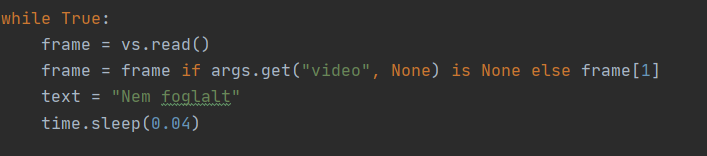 while True:
    frame = vs.read()
    frame = frame if args.get("video", None) is None else frame[1]
    text = "Nem foglalt"
    time.sleep(0.04)